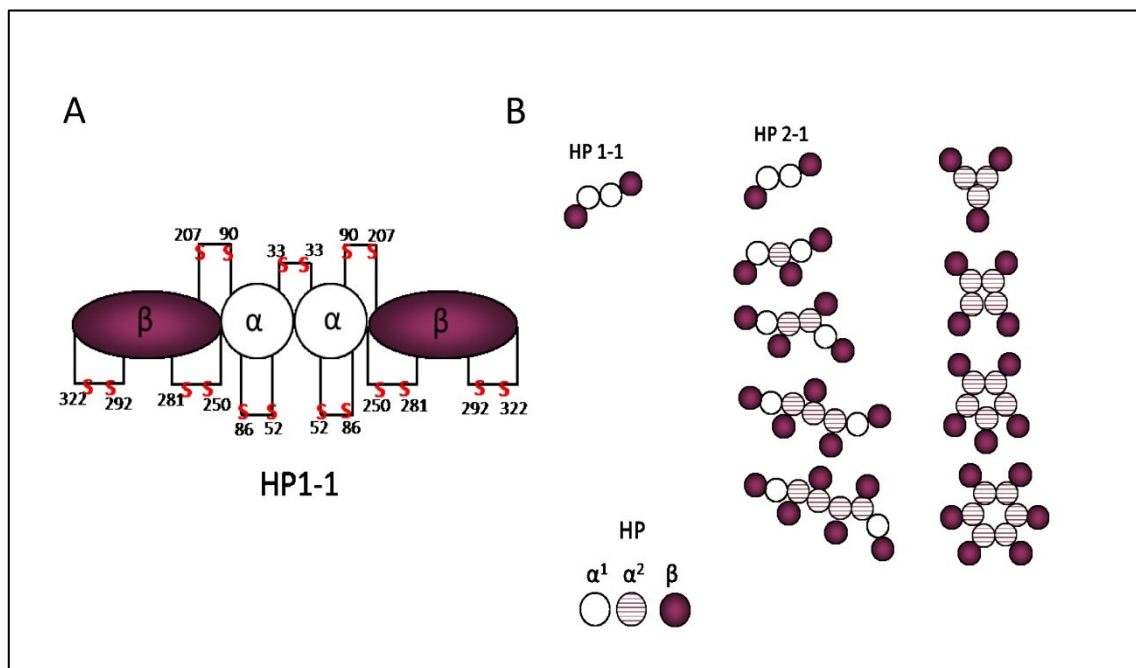 A
B
HP 1-1
HP 2-1
207 90 33 33 90 207
S S S S S S
β α α β
S S S S S S S S S S S S
322 292 281 250 86 52 52 86 250 281 292 322
HP1-1
HP
α¹ α² β